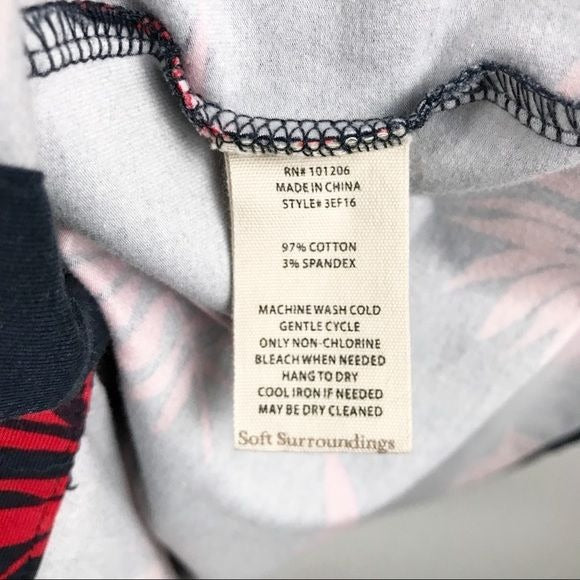 RN# 101206
MADE IN CHINA
STYLE# 3EF16
97% COTTON
3% SPANDEX
MACHINE WASH COLD
GENTLE CYCLE
ONLY NON-CHLORINE
BLEACH WHEN NEEDED
HANG TO DRY
COOL IRON IF NEEDED
MAY BE DRY CLEANED
Soft Surroundings